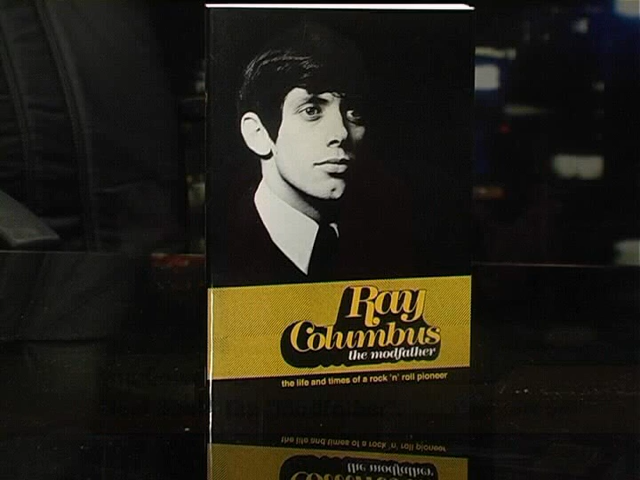 Ray
Columbus
the modfather
the life and times of a rock 'n' roll pioneer